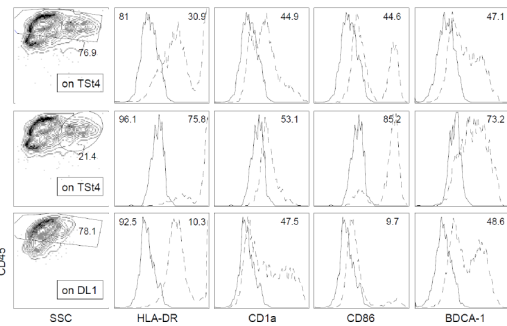 81 30.9 44.9 44.6 47.1
76.9
on TSt4
96.1 75.8 53.1 85.2 73.2
21.4
on TSt4
92.5 10.3 47.5 9.7 48.6
78.1
on DL1
CD45
SSC HLA-DR CD1a CD86 BDCA-1